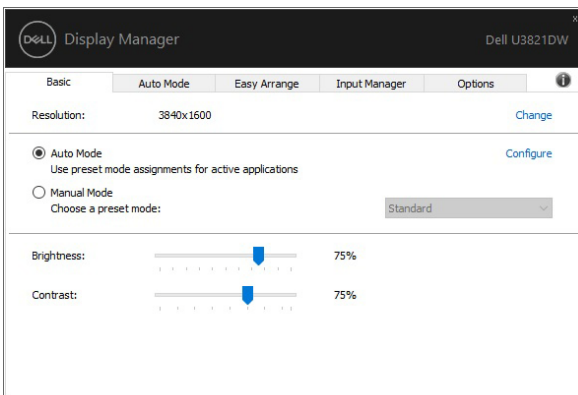 DELL Display Manager Dell U3821DW
Basic Auto Mode Easy Arrange Input Manager Options
Resolution: 3840x1600 Change
Auto Mode Configure
Use preset mode assignments for active applications
Manual Mode
Choose a preset mode: Standard
Brightness: 75%
Contrast: 75%